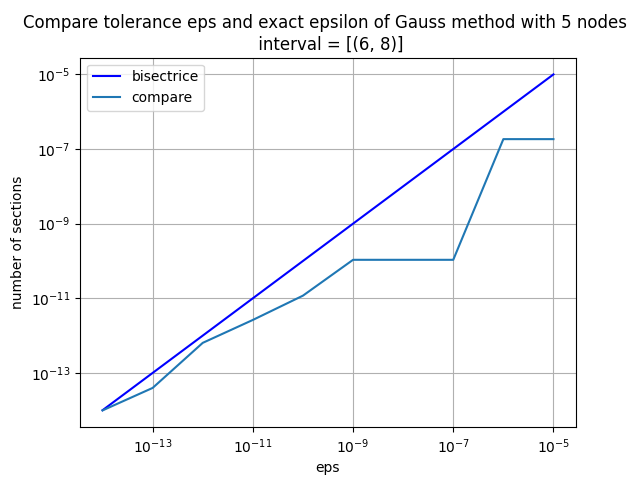 Compare tolerance eps and exact epsilon of Gauss method with 5 nodes
interval = [(6, 8)]
bisectrice
compare
10⁻⁵
10⁻⁷
10⁻⁹
10⁻¹¹
10⁻¹³
number of sections
10⁻¹³ 10⁻¹¹ 10⁻⁹ 10⁻⁷ 10⁻⁵
eps